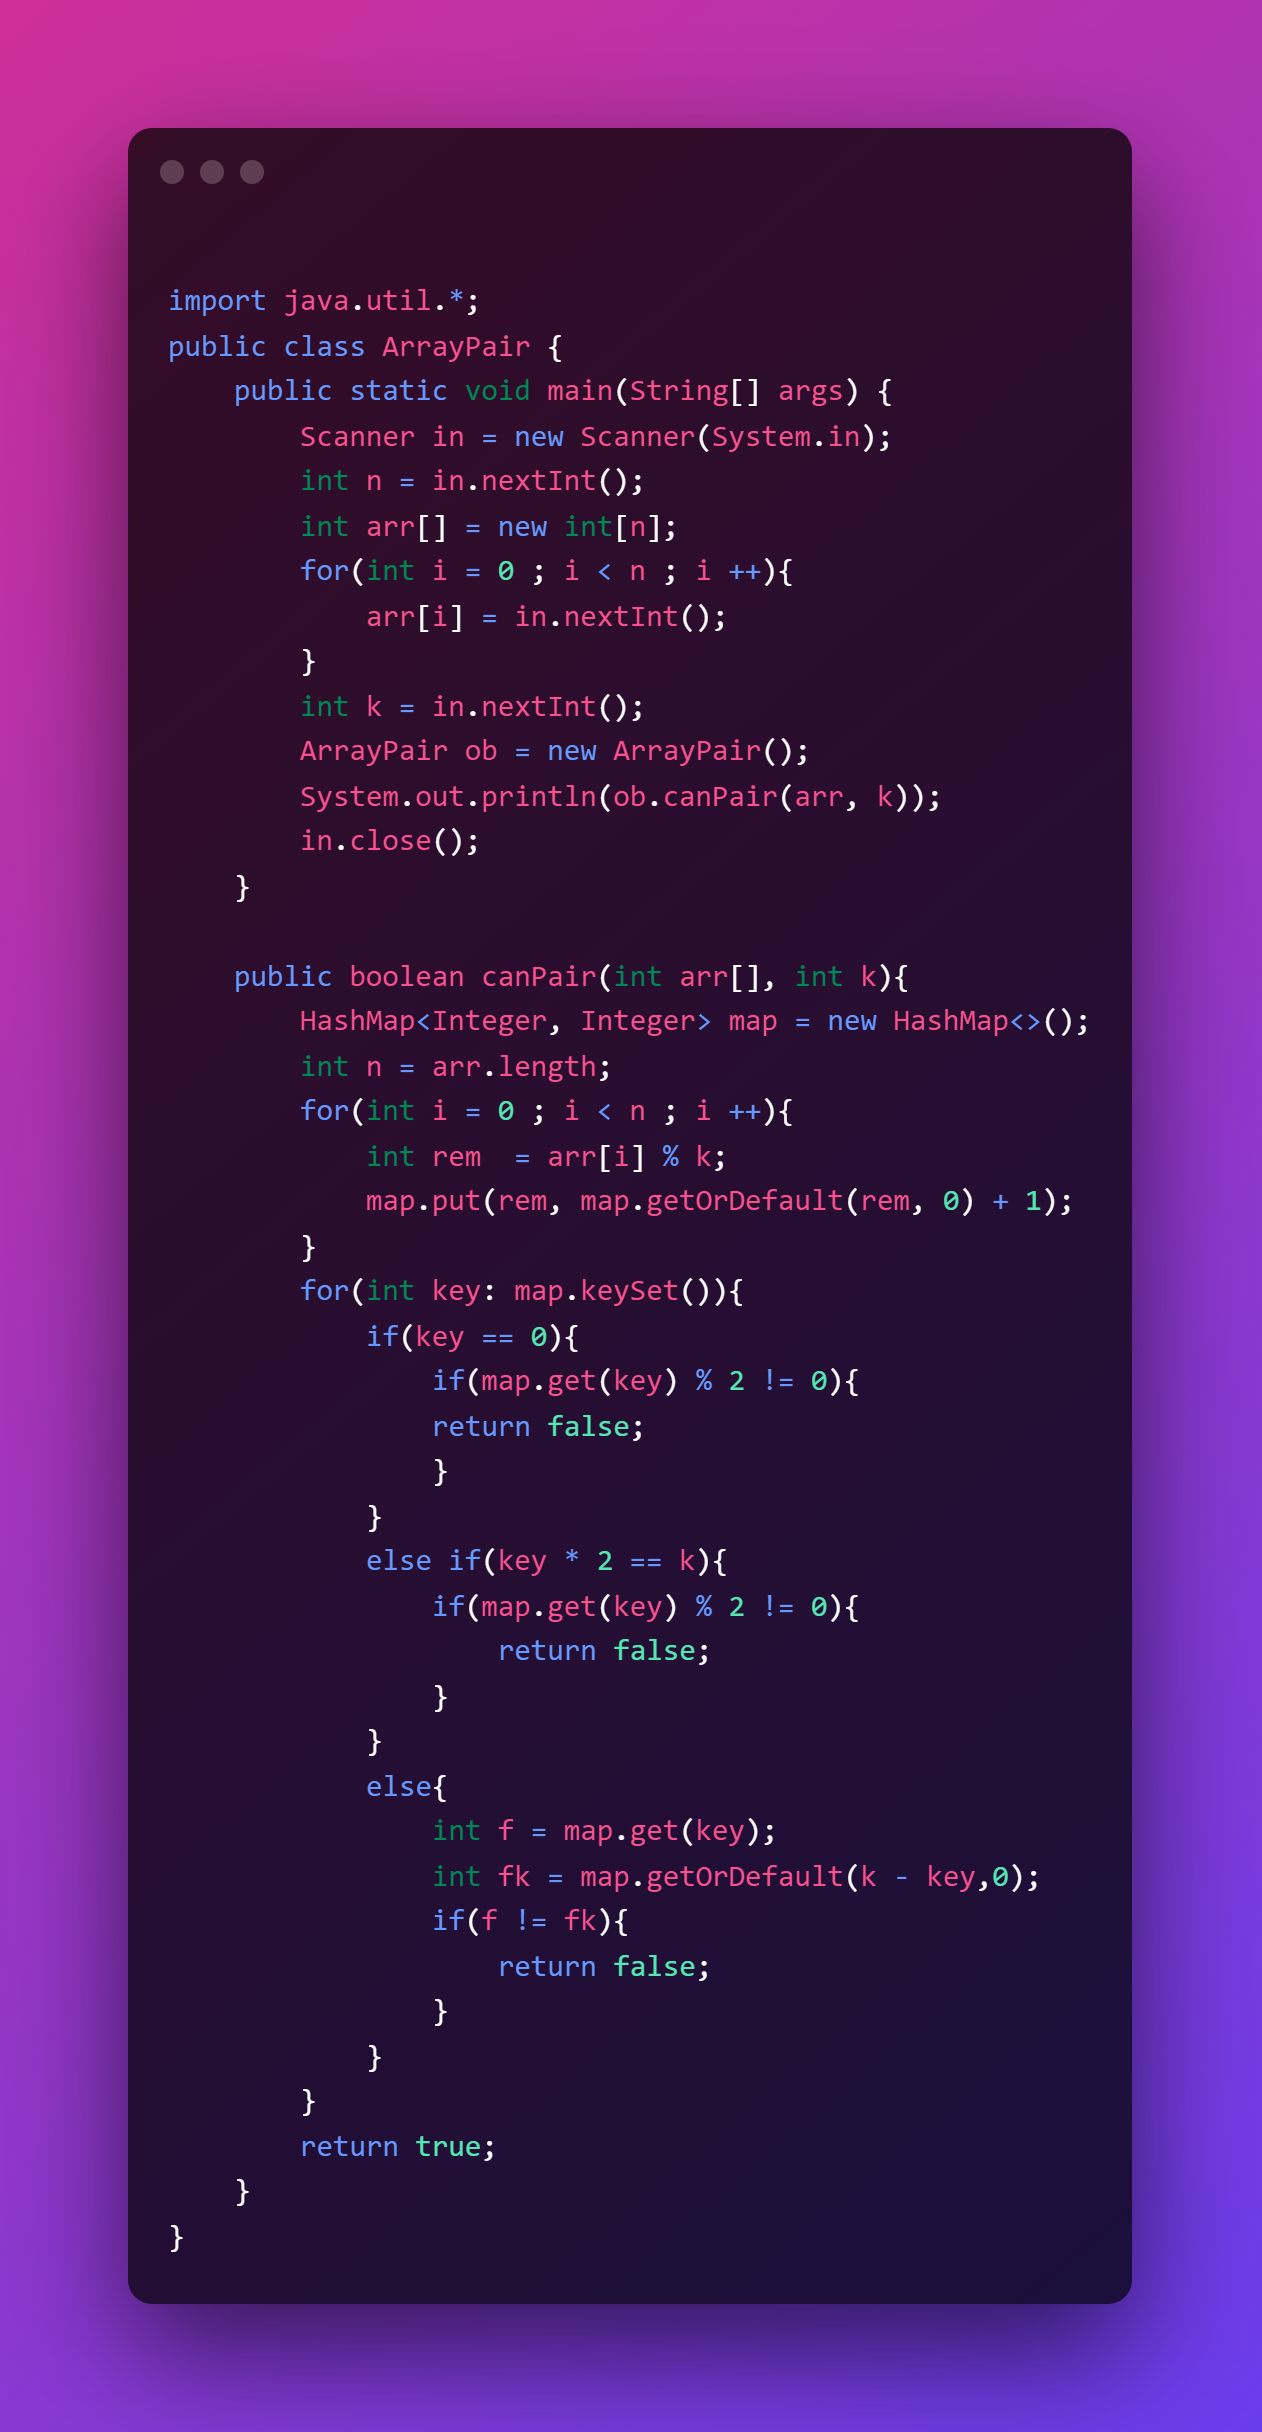 import java.util.*;
public class ArrayPair {
    public static void main(String[] args) {
        Scanner in = new Scanner(System.in);
        int n = in.nextInt();
        int arr[] = new int[n];
        for(int i = 0 ; i < n ; i ++){
            arr[i] = in.nextInt();
        }
        int k = in.nextInt();
        ArrayPair ob = new ArrayPair();
        System.out.println(ob.canPair(arr, k));
        in.close();
    }

    public boolean canPair(int arr[], int k){
        HashMap<Integer, Integer> map = new HashMap<>();
        int n = arr.length;
        for(int i = 0 ; i < n ; i ++){
            int rem  = arr[i] % k;
            map.put(rem, map.getOrDefault(rem, 0) + 1);
        }
        for(int key: map.keySet()){
            if(key == 0){
                if(map.get(key) % 2 != 0){
                return false;
                }
            }
            else if(key * 2 == k){
                if(map.get(key) % 2 != 0){
                    return false;
                }
            }
            else{
                int f = map.get(key);
                int fk = map.getOrDefault(k - key,0);
                if(f != fk){
                    return false;
                }
            }
        }
        return true;
    }
}